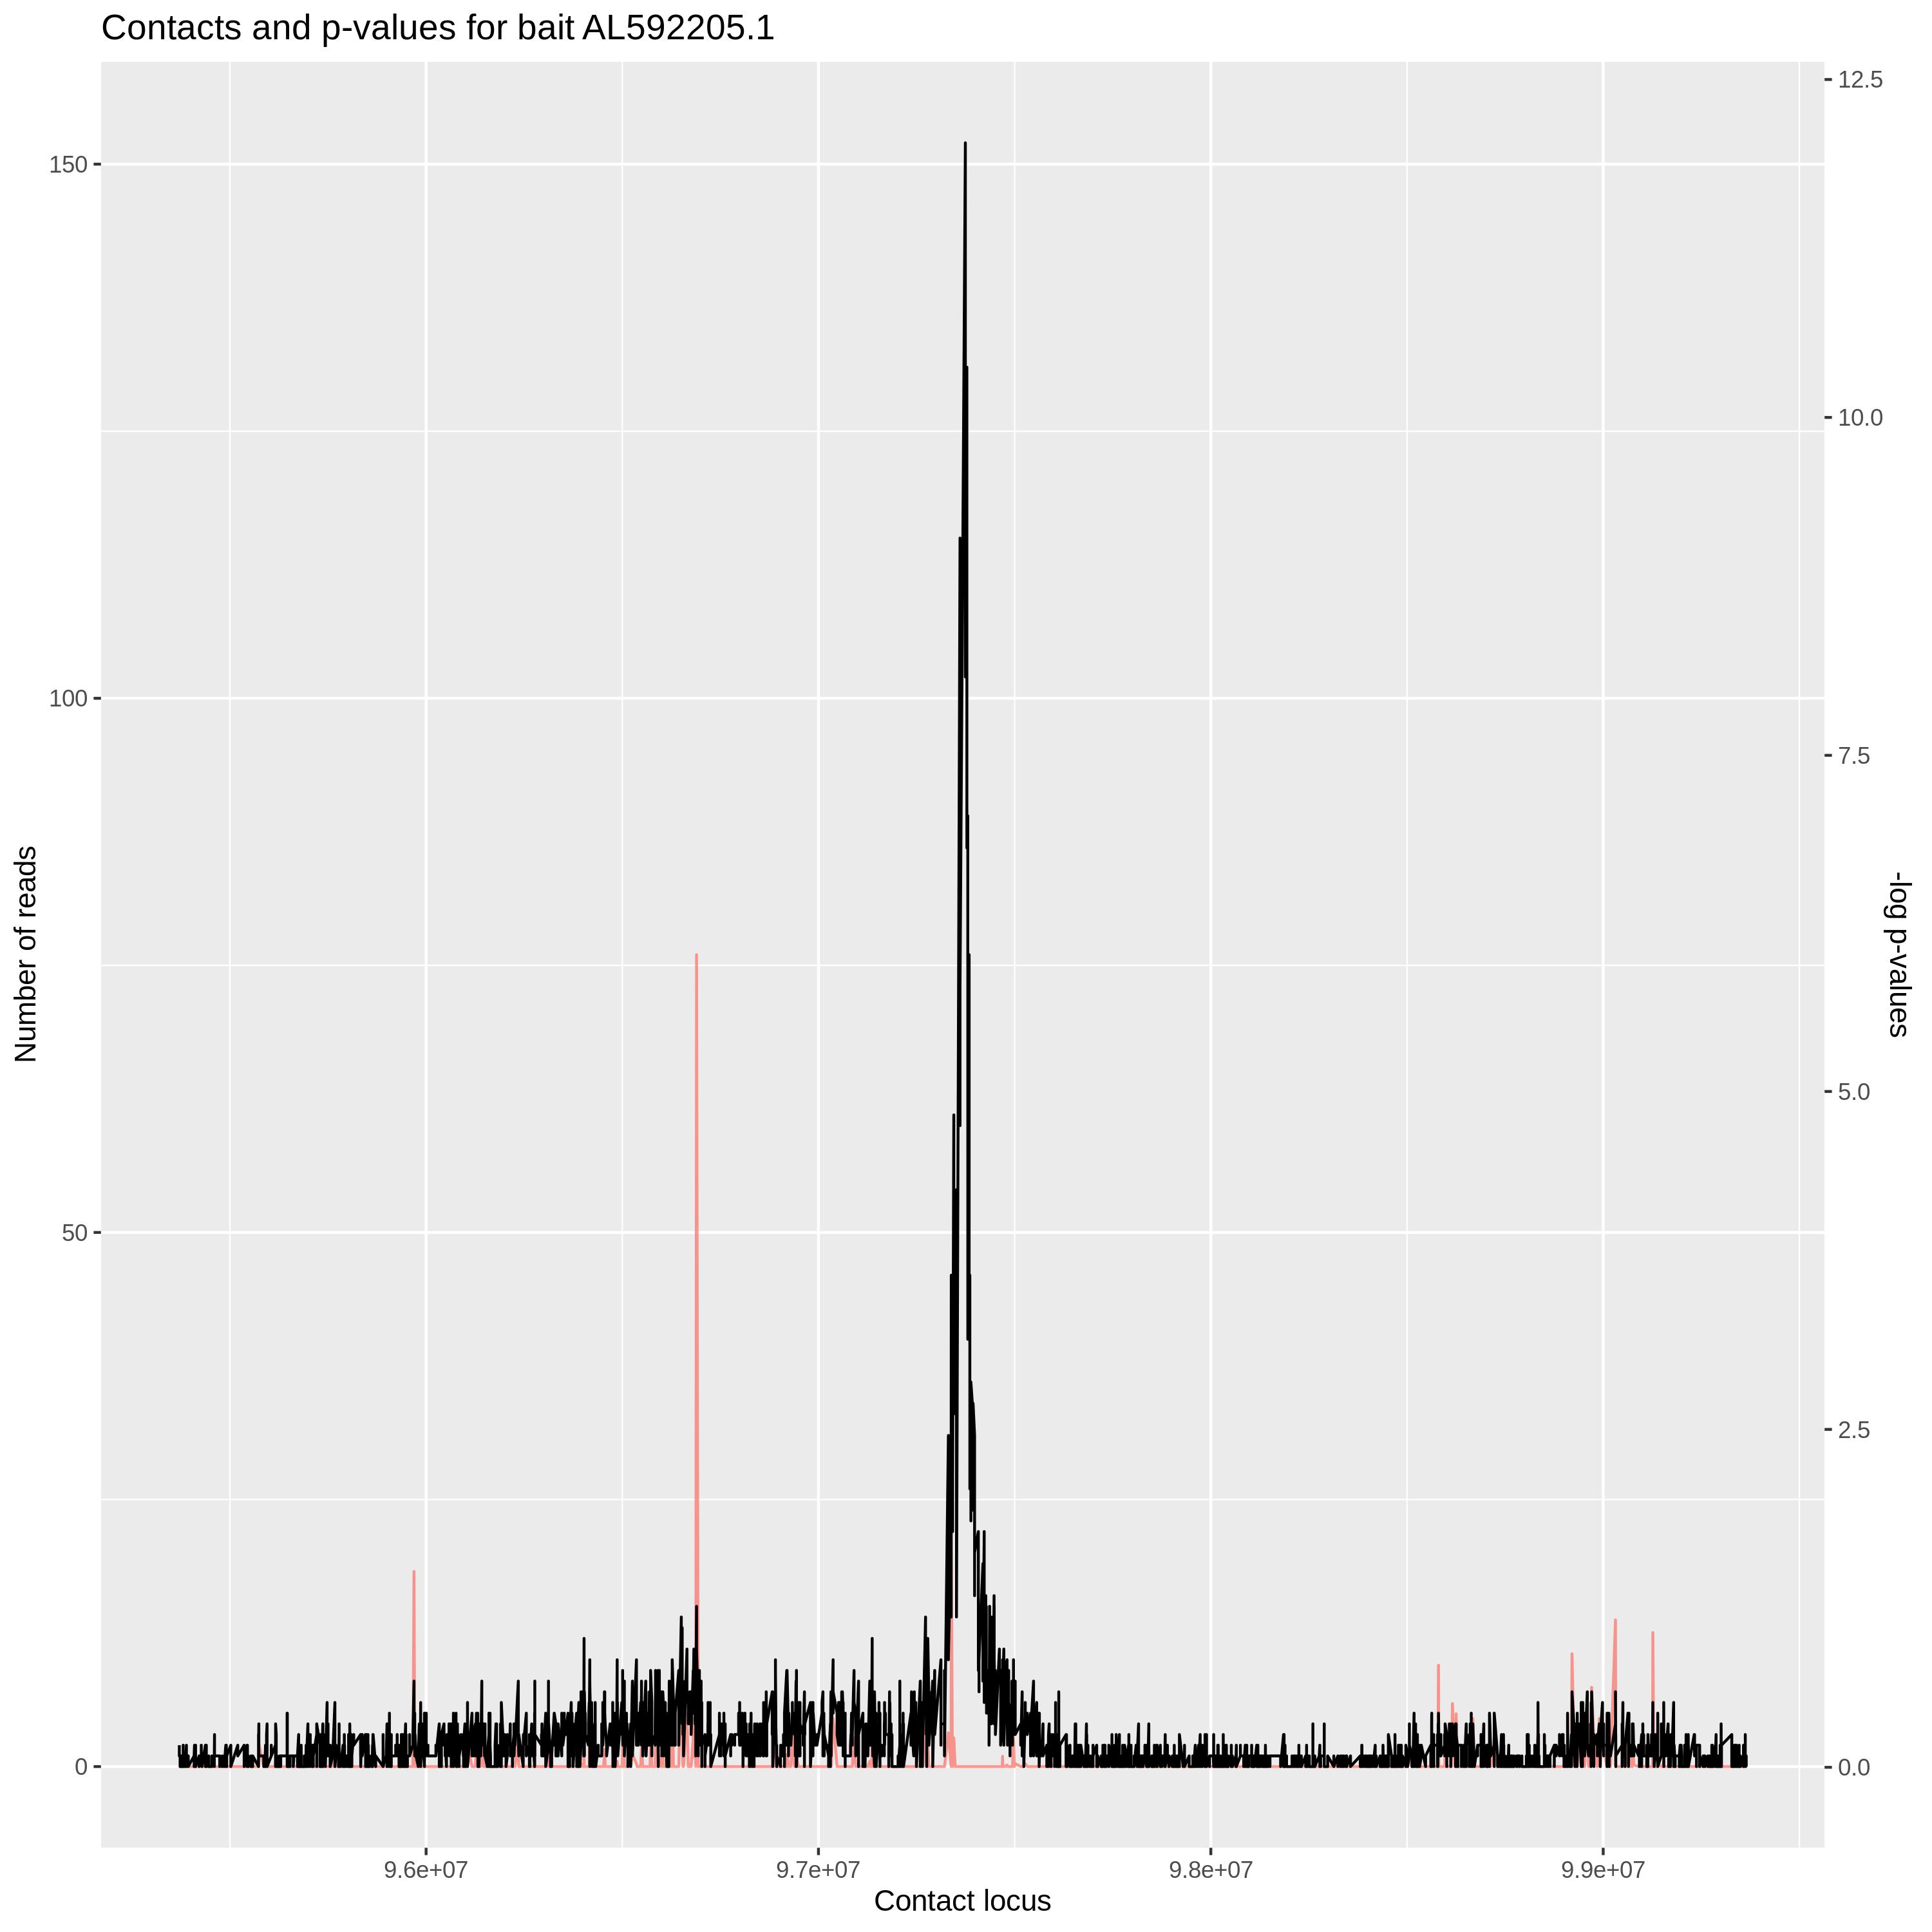 Contacts and p-values for bait AL592205.1
150
100
50
0
Number of reads
12.5
10.0
7.5
5.0
2.5
0.0
-log p-values
9.6e+07
9.7e+07
9.8e+07
9.9e+07
Contact locus